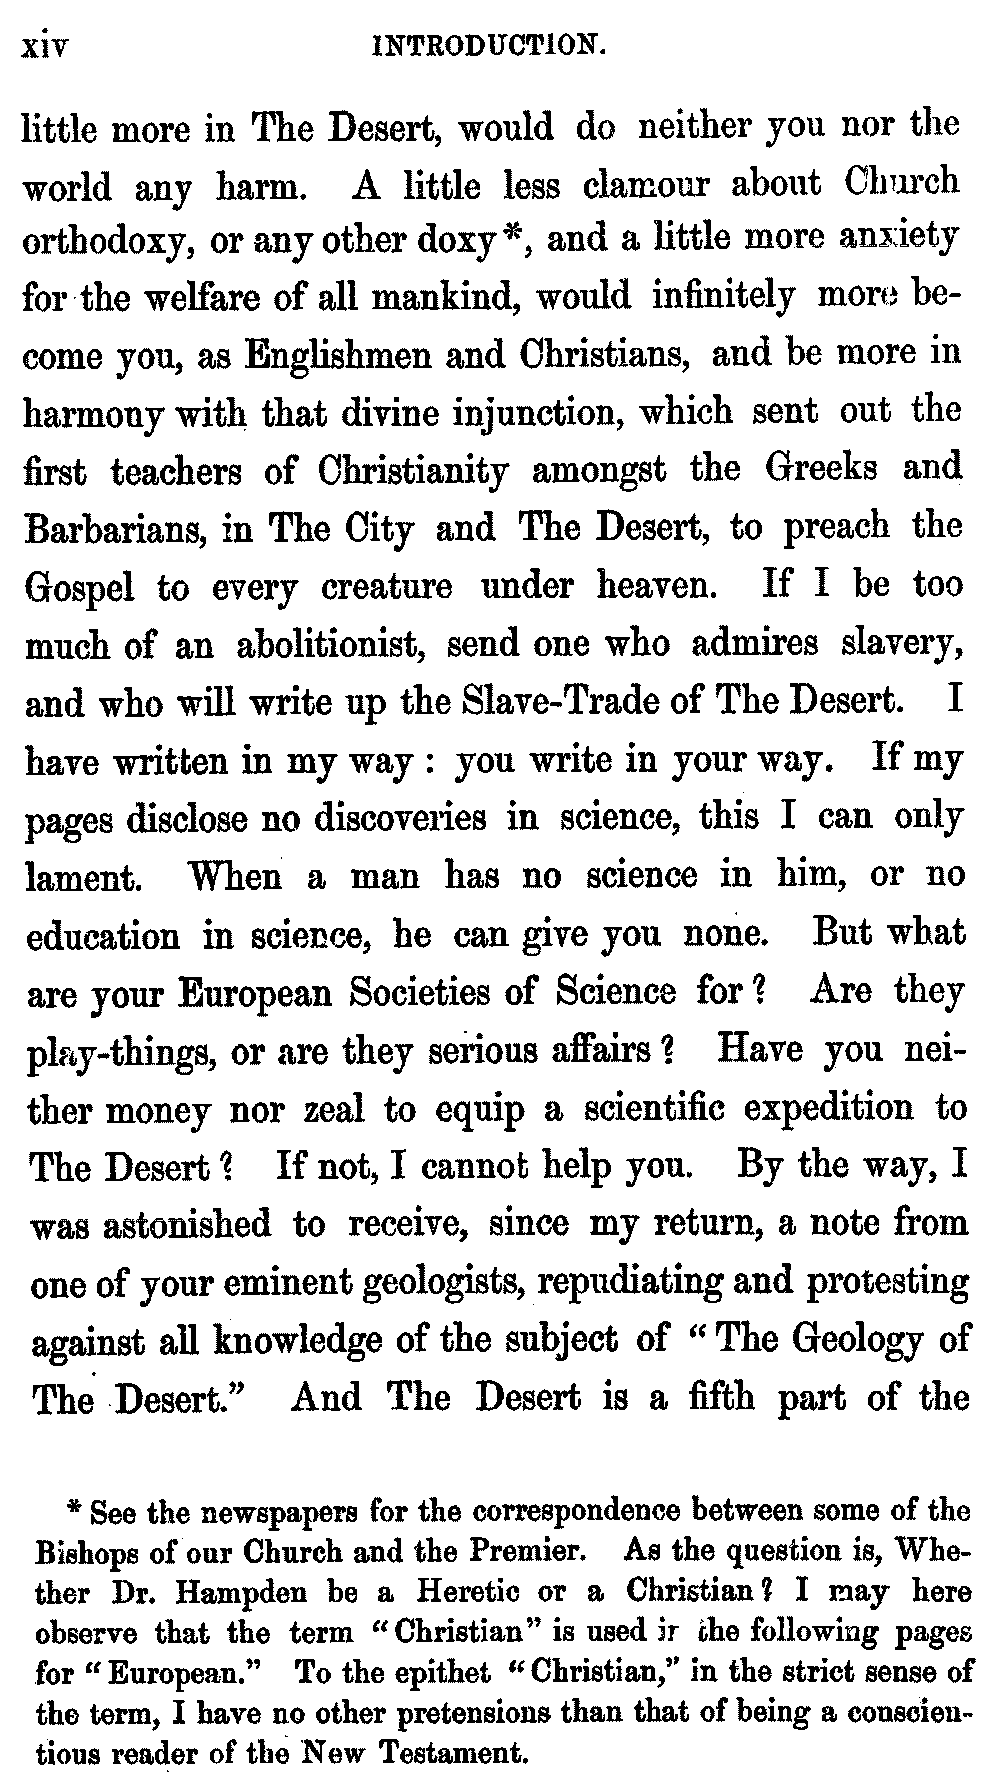 xiv INTRODUCTION.
little more in The Desert, would do neither you nor the
world any harm. A little less clamour about Church
orthodoxy, or any other doxy*, and a little more anxiety
for the welfare of all mankind, would infinitely more be-
come you, as Englishmen and Christians, and be more in
harmony with that divine injunction, which sent out the
first teachers of Christianity amongst the Greeks and
Barbarians, in The City and The Desert, to preach the
Gospel to every creature under heaven. If I be too
much of an abolitionist, send one who admires slavery,
and who will write up the Slave-Trade of The Desert. I
have written in my way: you write in your way. If my
pages disclose no discoveries in science, this I can only
lament. When a man has no science in him, or no
education in science, he can give you none. But what
are your European Societies of Science for? Are they
play-things, or are they serious affairs? Have you nei-
ther money nor zeal to equip a scientific expedition to
The Desert? If not, I cannot help you. By the way, I
was astonished to receive, since my return, a note from
one of your eminent geologists, repudiating and protesting
against all knowledge of the subject of "The Geology of
The Desert." And The Desert is a fifth part of the
* See the newspapers for the correspondence between some of the
Bishops of our Church and the Premier. As the question is, Whe-
ther Dr. Hampden be a Heretic or a Christian? I may here
observe that the term "Christian" is used in the following pages
for "European." To the epithet "Christian," in the strict sense of
the term, I have no other pretensions than that of being a conscien-
tious reader of the New Testament.